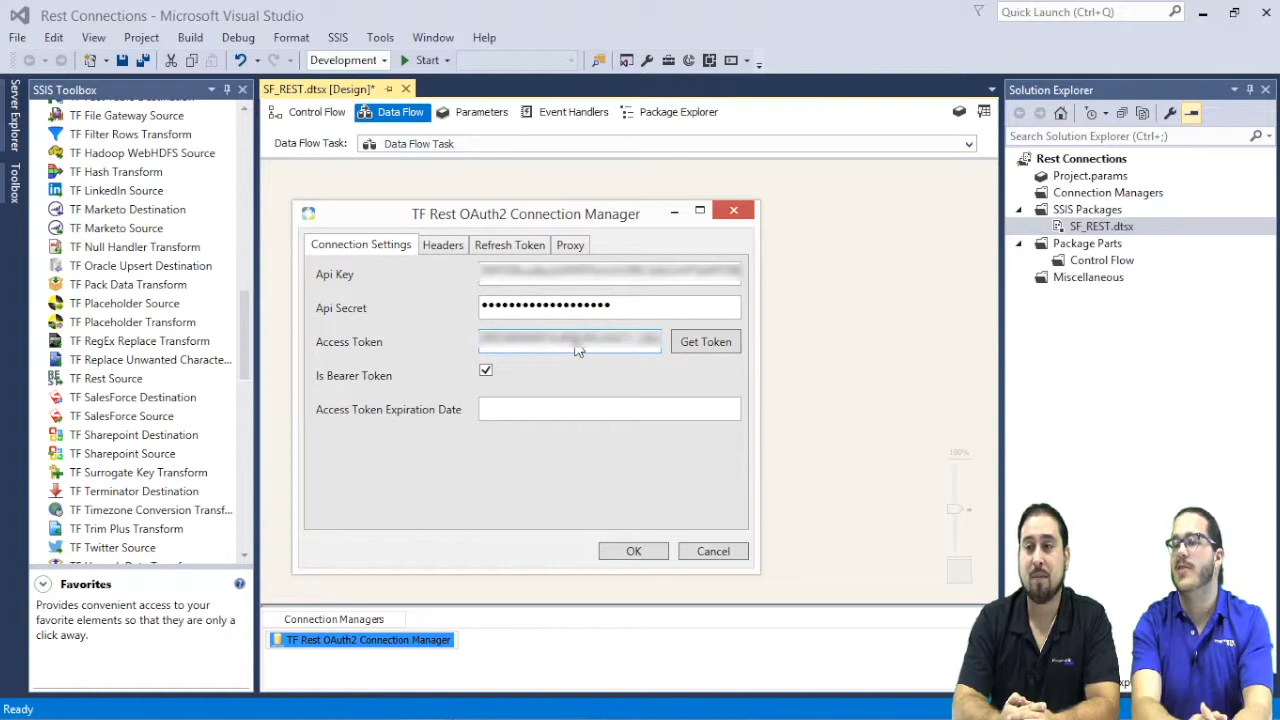 Rest Connections - Microsoft Visual Studio
Quick Launch (Ctrl+Q)
File Edit View Project Build Debug Format SSIS Tools Window Help
Development Start
Server Explorer
Toolbox
SSIS Toolbox
TF File Gateway Source
TF Filter Rows Transform
TF Hadoop WebHDFS Source
TF Hash Transform
TF LinkedIn Source
TF Marketo Destination
TF Marketo Source
TF Null Handler Transform
TF Oracle Upsert Destination
TF Pack Data Transform
TF Placeholder Source
TF Placeholder Transform
TF RegEx Replace Transform
TF Replace Unwanted Characte...
TF Rest Source
TF SalesForce Destination
TF SalesForce Source
TF Sharepoint Destination
TF Sharepoint Source
TF Surrogate Key Transform
TF Terminator Destination
TF Timezone Conversion Transf...
TF Trim Plus Transform
TF Twitter Source
Favorites
Provides convenient access to your
favorite elements so that they are only a
click away.
SF_REST.dtsx [Design]*
Control Flow Data Flow Parameters Event Handlers Package Explorer
Data Flow Task: Data Flow Task
TF Rest OAuth2 Connection Manager
Connection Settings Headers Refresh Token Proxy
Api Key
Api Secret
Access Token Get Token
Is Bearer Token
Access Token Expiration Date
OK Cancel
100%
Connection Managers
TF Rest OAuth2 Connection Manager
Solution Explorer
Search Solution Explorer (Ctrl+;)
Rest Connections
Project.params
Connection Managers
SSIS Packages
SF_REST.dtsx
Package Parts
Control Flow
Miscellaneous
Ready